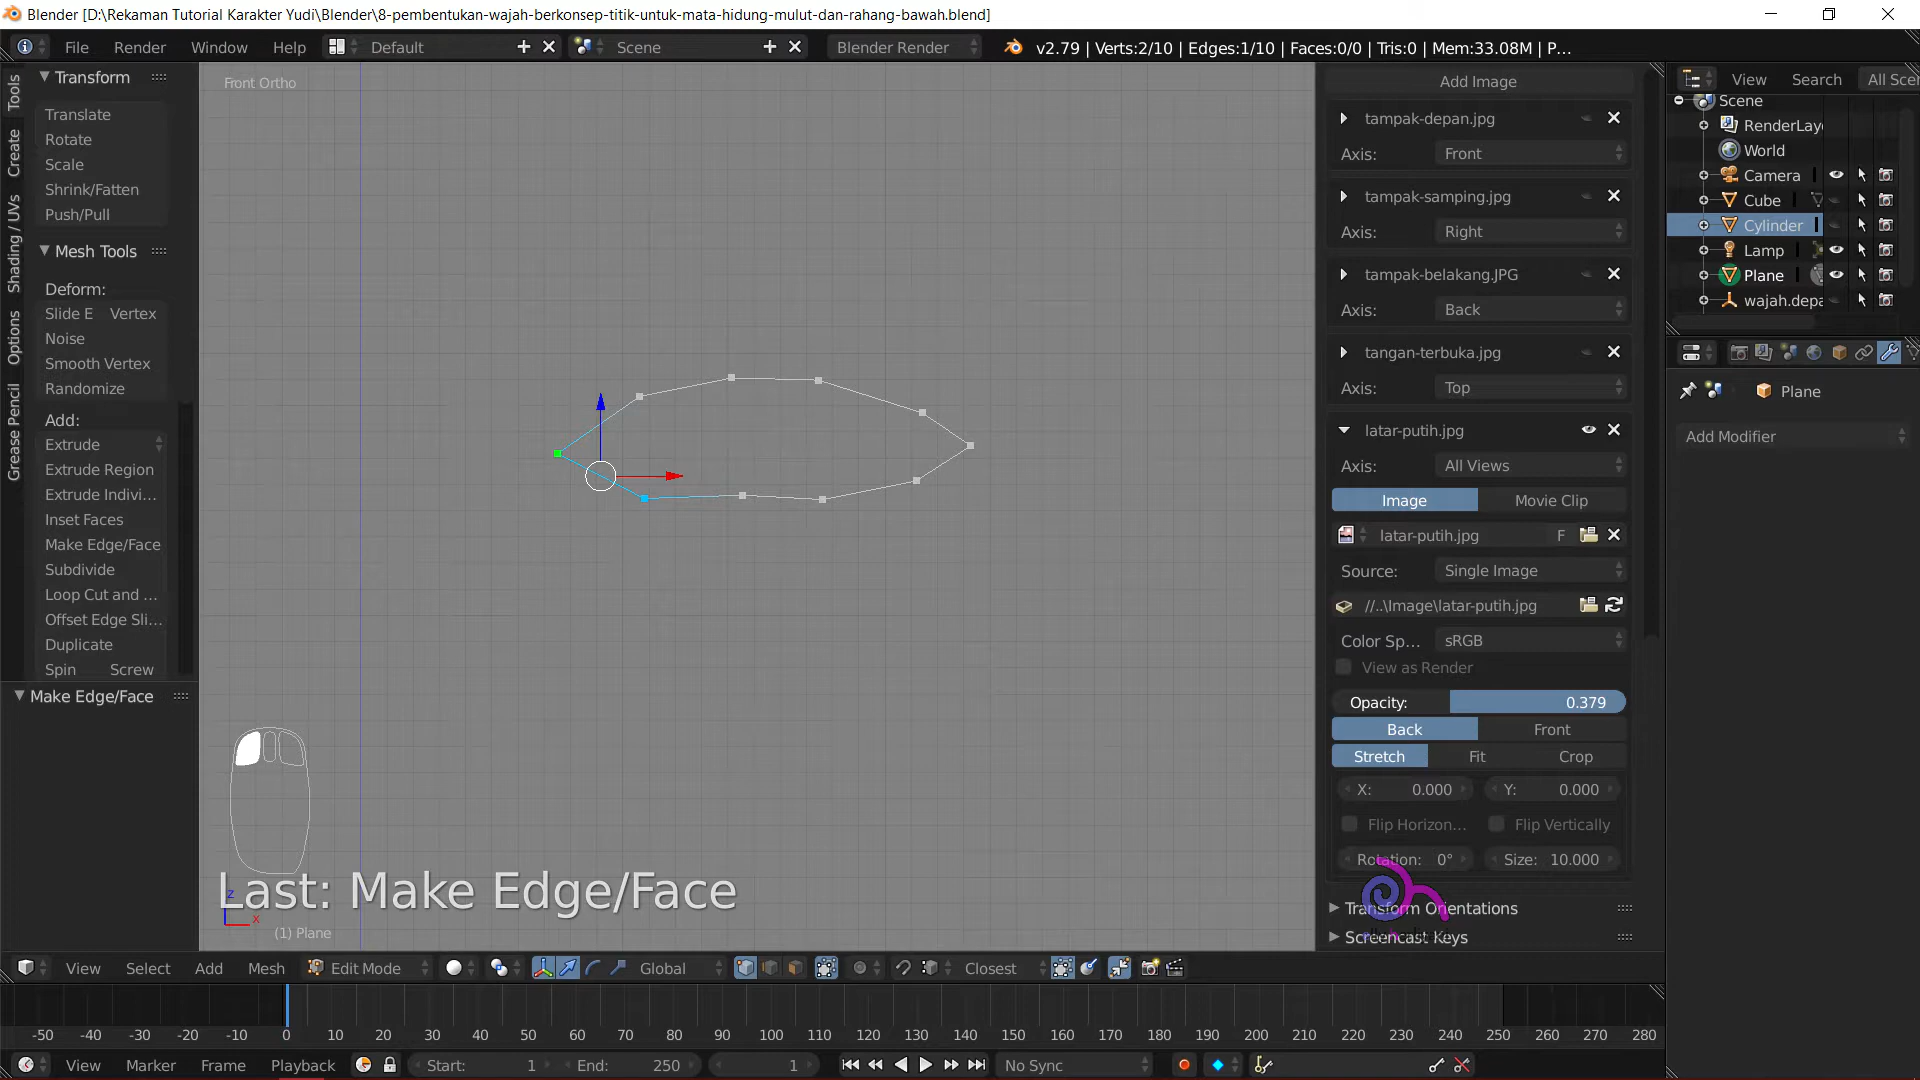 Blender [D:\Rekaman Tutorial Karakter Yudi\Blender\8-pembentukan-wajah-berkonsep-titik-untuk-mata-hidung-mulut-dan-rahang-bawah.blend]
File Render Window Help Default Scene Blender Render v2.79 | Verts:2/10 | Edges:1/10 | Faces:0/0 | Tris:0 | Mem:33.08M | P...
Tools
Create
Shading / UVs
Options
Grease Pencil
Transform
Translate
Rotate
Scale
Shrink/Fatten
Push/Pull
Mesh Tools
Deform:
Slide E Vertex
Noise
Smooth Vertex
Randomize
Add:
Extrude
Extrude Region
Extrude Indivi...
Inset Faces
Make Edge/Face
Subdivide
Loop Cut and ...
Offset Edge Sli...
Duplicate
Spin Screw
Make Edge/Face
Front Ortho
Last: Make Edge/Face
z
x
(1) Plane
Add Image
tampak-depan.jpg
Axis: Front
tampak-samping.jpg
Axis: Right
tampak-belakang.JPG
Axis: Back
tangan-terbuka.jpg
Axis: Top
latar-putih.jpg
Axis: All Views
Image Movie Clip
latar-putih.jpg F
Source: Single Image
//..\Image\latar-putih.jpg
Color Sp... sRGB
View as Render
Opacity: 0.379
Back Front
Stretch Fit Crop
X: 0.000 Y: 0.000
Flip Horizon... Flip Vertically
Rotation: 0° Size: 10.000
Transform Orientations
Screencast Keys
View Search All Scer
Scene
RenderLay
World
Camera
Cube
Cylinder
Lamp
Plane
wajah.depa
Plane
Add Modifier
View Select Add Mesh Edit Mode Global Closest
-50 -40 -30 -20 -10 0 10 20 30 40 50 60 70 80 90 100 110 120 130 140 150 160 170 180 190 200 210 220 230 240 250 260 270 280
View Marker Frame Playback Start: 1 End: 250 1 No Sync